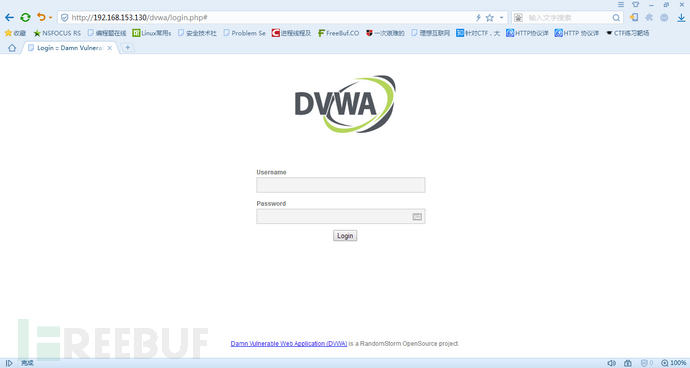 http://192.168.153.130/dvwa/login.php#
输入文字搜索
收藏 NSFOCUS RS 编程题在线 Linux常用s 安全技术社 Problem Se 进程线程及 FreeBuf.CO 一次狼狈的 理想互联网 针对CTF，大 HTTP协议详 HTTP 协议详 CTF练习靶场
Login :: Damn Vulnerab
DVWA
Username
Password
Login
Damn Vulnerable Web Application (DVWA) is a RandomStorm OpenSource project.
FREEBUF
完成
0
100%